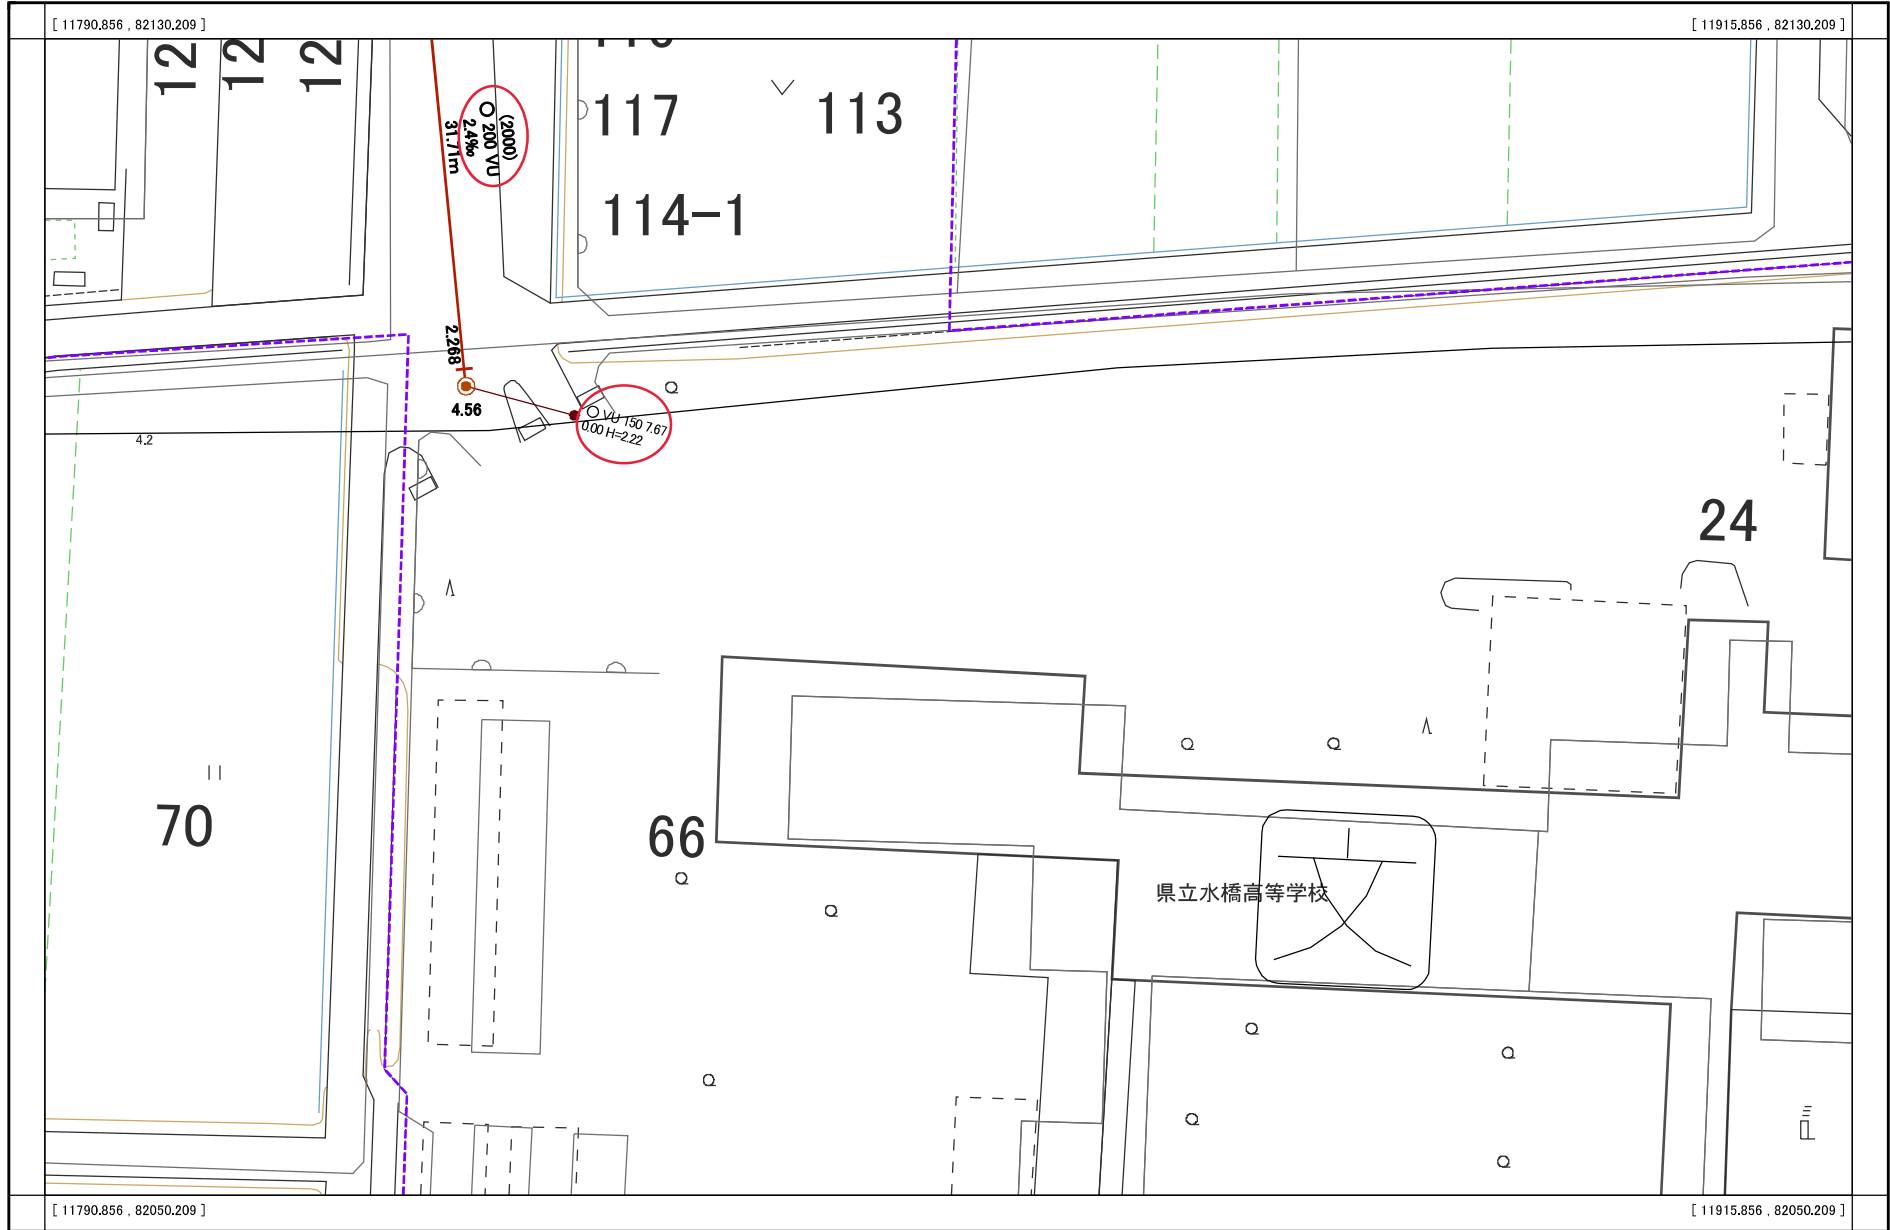 [ 11790.856 , 82130.209 ]
[ 11915.856 , 82130.209 ]
12
12
12
117
113
114-1
(2000)
○ 200 VU
2.4‰
31.71m
2.268
4.56
○ VU 150 7.67
0.00 H=2.22
4.2
24
70
66
県立水橋高等学校
[ 11790.856 , 82050.209 ]
[ 11915.856 , 82050.209 ]